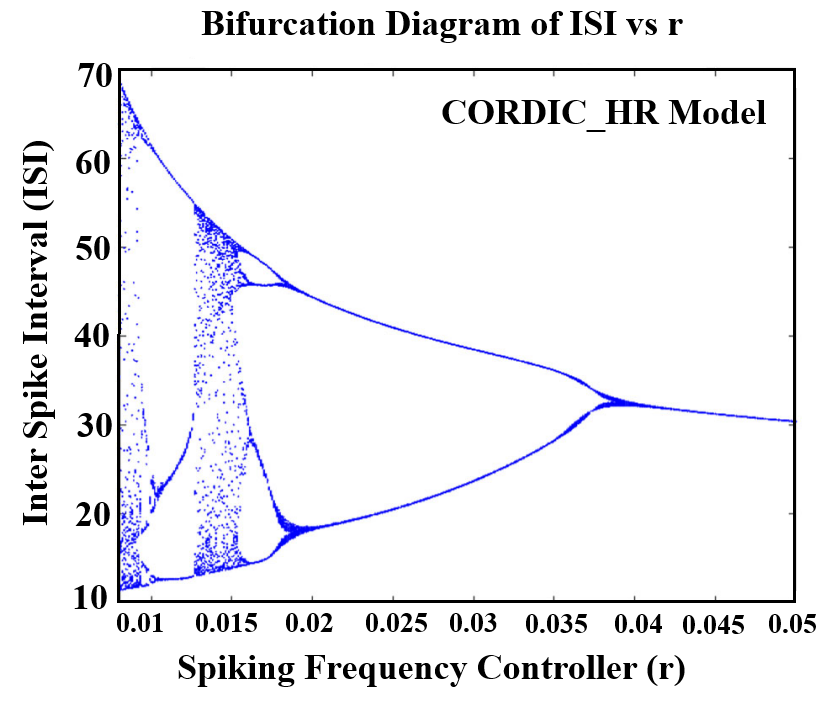 Bifurcation Diagram of ISI vs r
CORDIC_HR Model
Inter Spike Interval (ISI)
70
60
50
40
30
20
10
0.01 0.015 0.02 0.025 0.03 0.035 0.04 0.045 0.05
Spiking Frequency Controller (r)